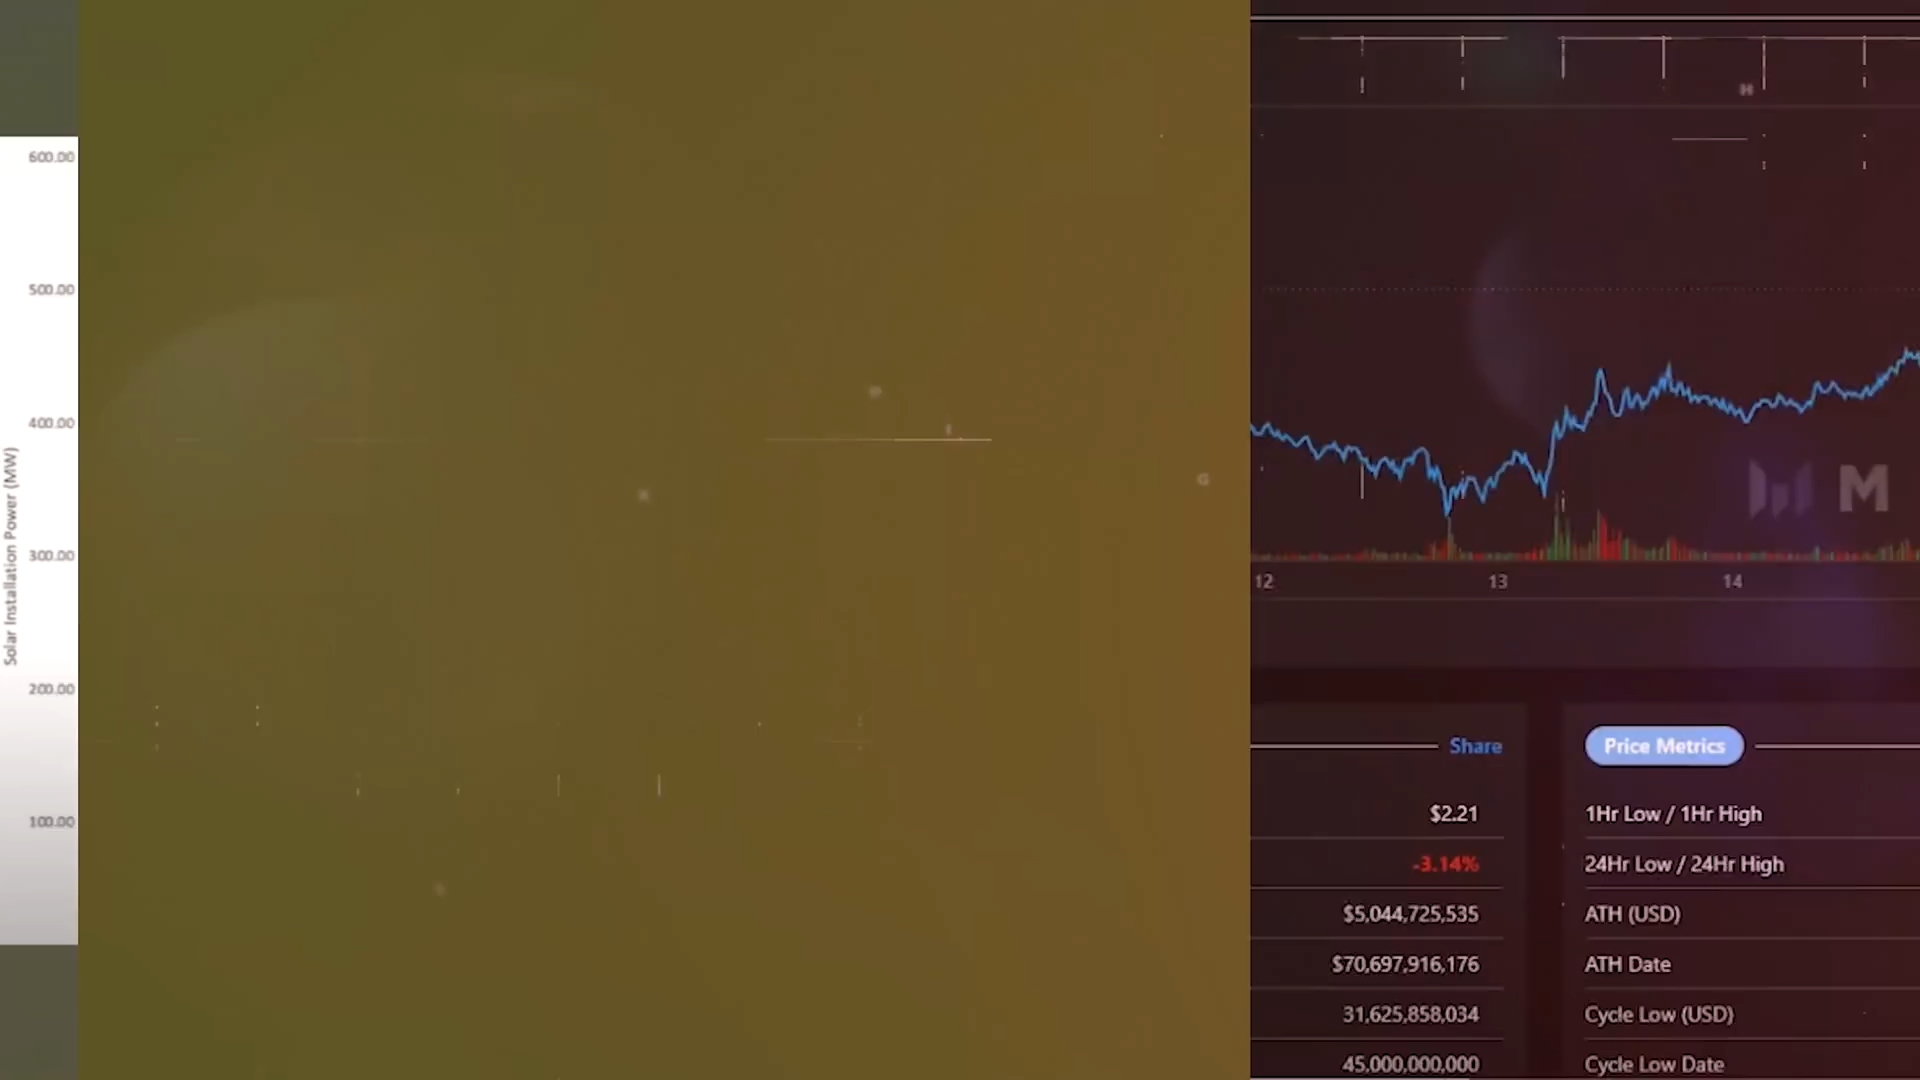 600.00
500.00
400.00
300.00
200.00
100.00
Solar Installation Power (MW)
H
G
M
12 13 14
Share
$2.21
-3.14%
$5,044,725,535
$70,697,916,176
31,625,858,034
45,000,000,000
Price Metrics
1Hr Low / 1Hr High
24Hr Low / 24Hr High
ATH (USD)
ATH Date
Cycle Low (USD)
Cycle Low Date